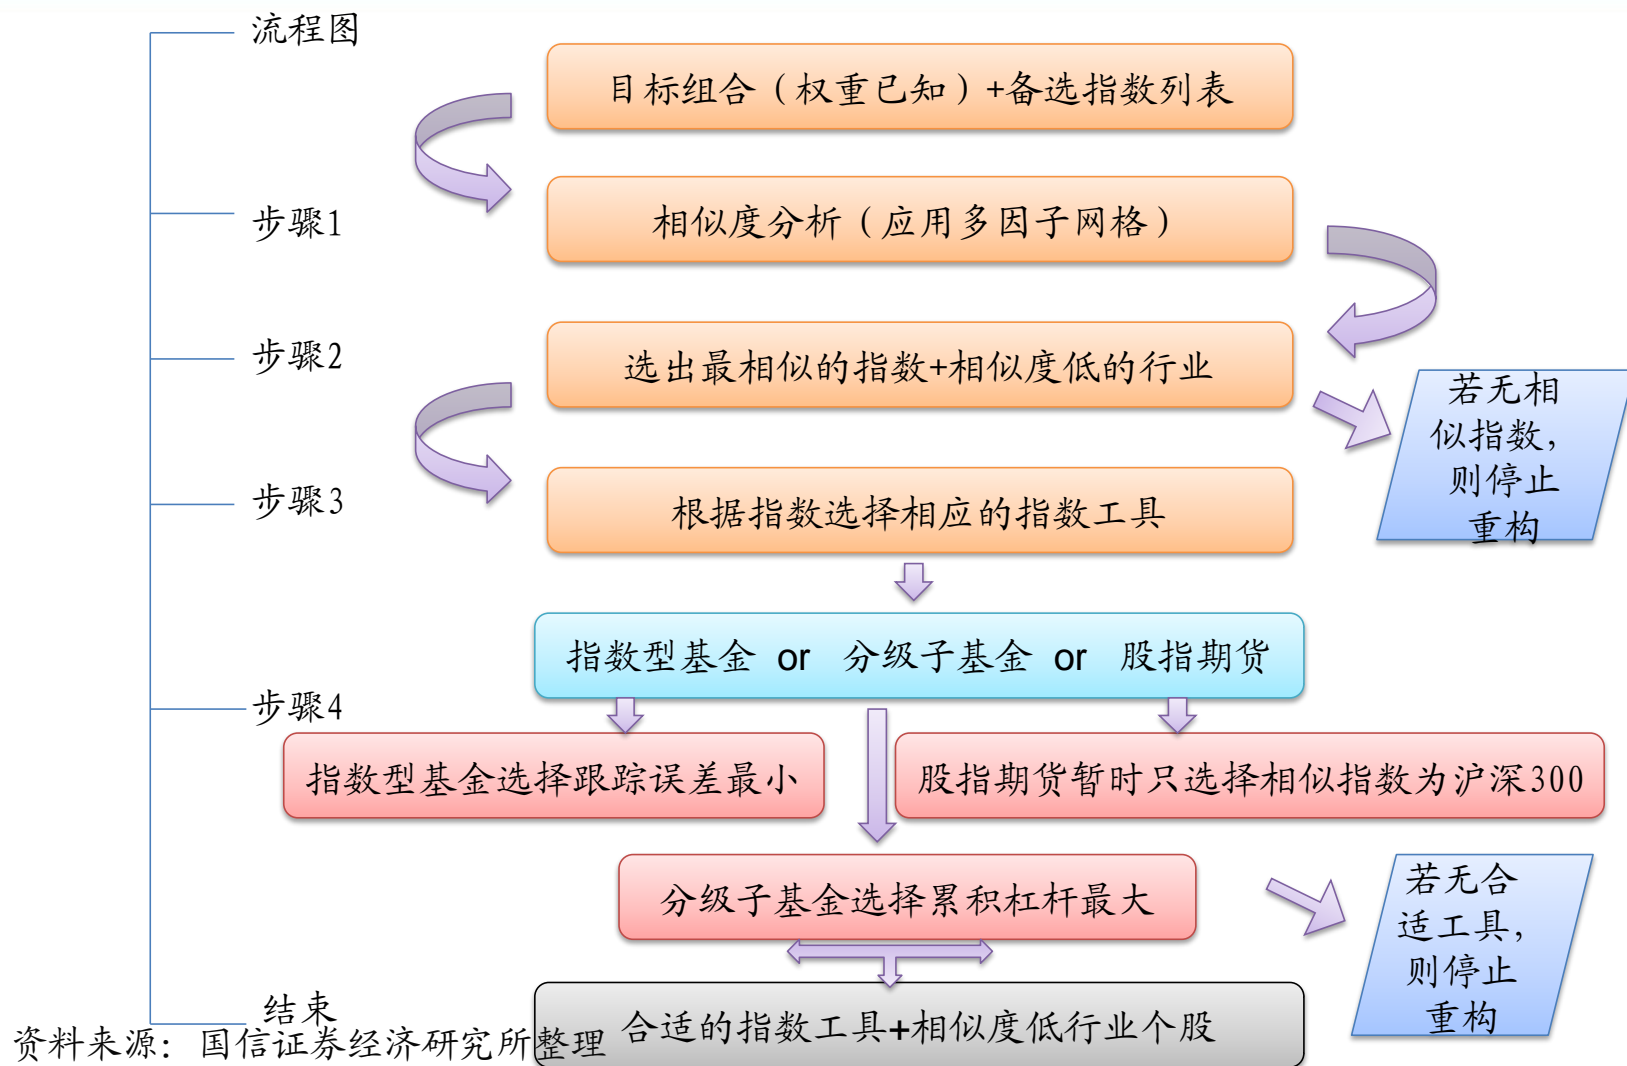 流程图
目标组合（权重已知）+备选指数列表
步骤1
相似度分析（应用多因子网格）
步骤2
选出最相似的指数+相似度低的行业
若无相
似指数，
则停止
重构
步骤3
根据指数选择相应的指数工具
指数型基金 or 分级子基金 or 股指期货
步骤4
指数型基金选择跟踪误差最小
股指期货暂时只选择相似指数为沪深300
分级子基金选择累积杠杆最大
若无合
适工具，
则停止
重构
结束
合适的指数工具+相似度低行业个股
资料来源：国信证券经济研究所整理